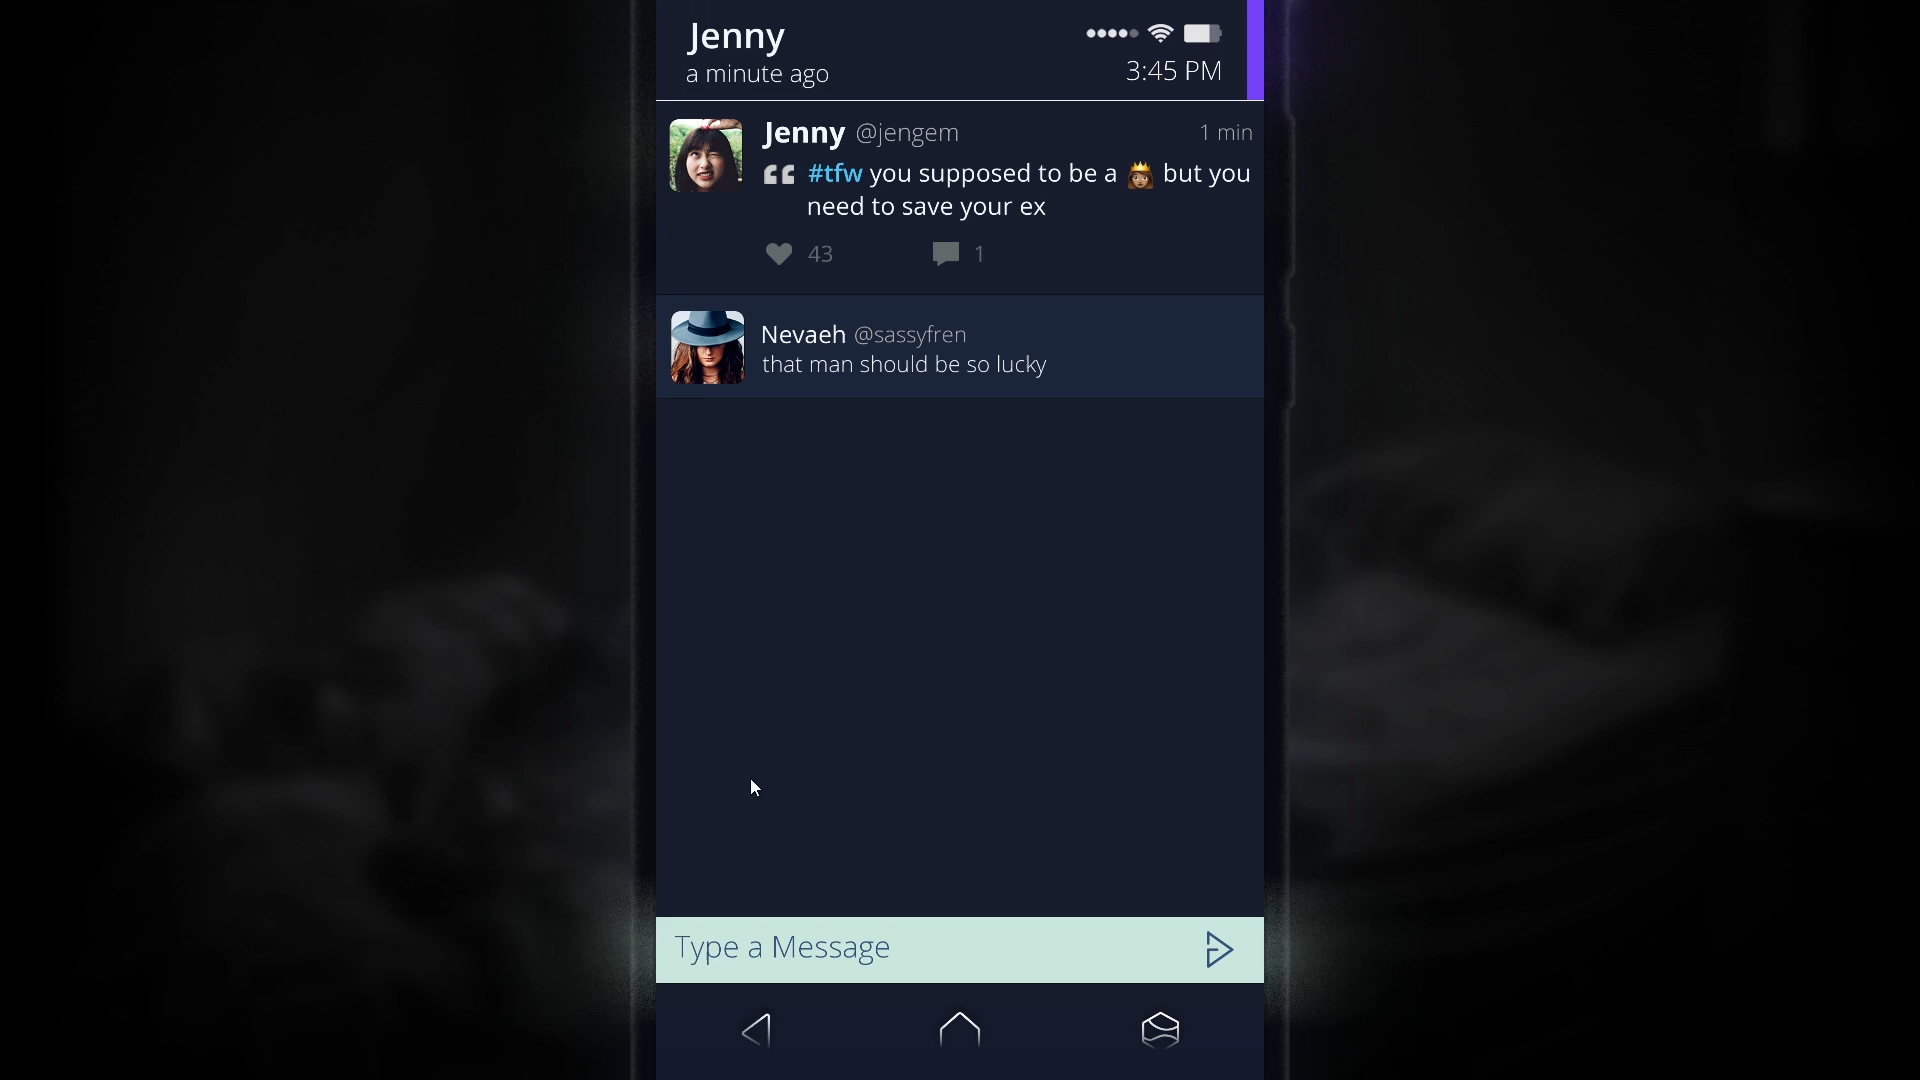 Jenny
a minute ago
3:45 PM
Jenny @jengem 1 min
#tfw you supposed to be a 👸🏽 but you
need to save your ex
43 1
Nevaeh @sassyfren
that man should be so lucky
Type a Message